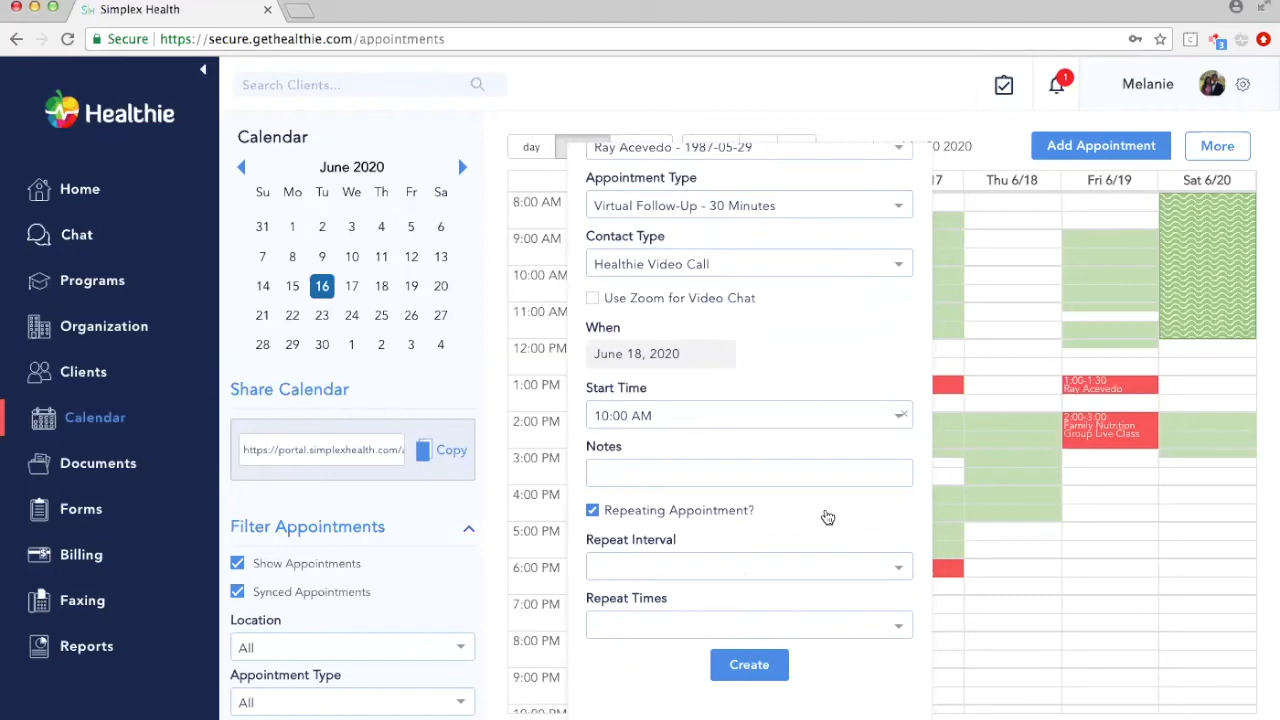 Simplex Health
Secure https://secure.gethealthie.com/appointments
3
Healthie
Home
Chat
Programs
Organization
Clients
Calendar
Documents
Forms
Billing
Faxing
Reports
Search Clients...
1
Melanie
Calendar
June 2020
Su Mo Tu We Th Fr Sa
31 1 2 3 4 5 6
7 8 9 10 11 12 13
14 15 16 17 18 19 20
21 22 23 24 25 26 27
28 29 30 1 2 3 4
Share Calendar
https://portal.simplexhealth.com/
Copy
Filter Appointments
Show Appointments
Synced Appointments
Location
All
Appointment Type
All
day
2020
Add Appointment
More
17 Thu 6/18 Fri 6/19 Sat 6/20
8:00 AM
9:00 AM
10:00 AM
11:00 AM
12:00 PM
1:00 PM
2:00 PM
3:00 PM
4:00 PM
5:00 PM
6:00 PM
7:00 PM
8:00 PM
9:00 PM
10:00 PM
Ray Acevedo - 1987-05-29
Appointment Type
Virtual Follow-Up - 30 Minutes
Contact Type
Healthie Video Call
Use Zoom for Video Chat
When
June 18, 2020
Start Time
10:00 AM
Notes
Repeating Appointment?
Repeat Interval
Repeat Times
Create
1:00-1:30
Ray Acevedo
2:00-3:00
Family Nutrition
Group Live Class